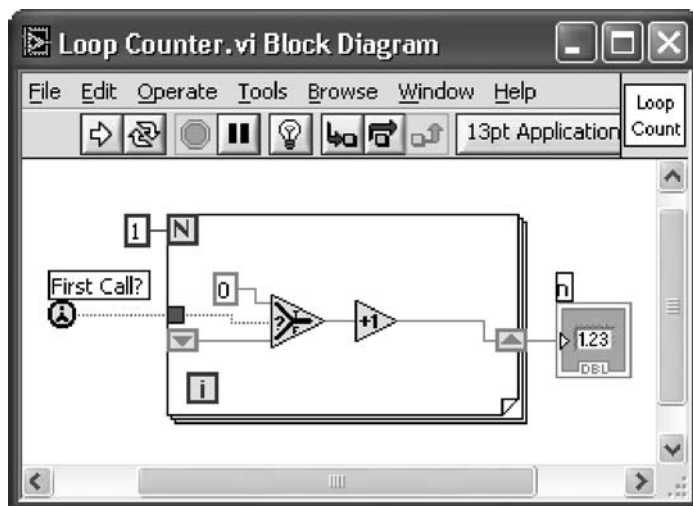 Loop Counter.vi Block Diagram
File Edit Operate Tools Browse Window Help
Loop
Count
13pt Application
1 N
First Call?
0
n
? T F
+1
1.23
DBL
i